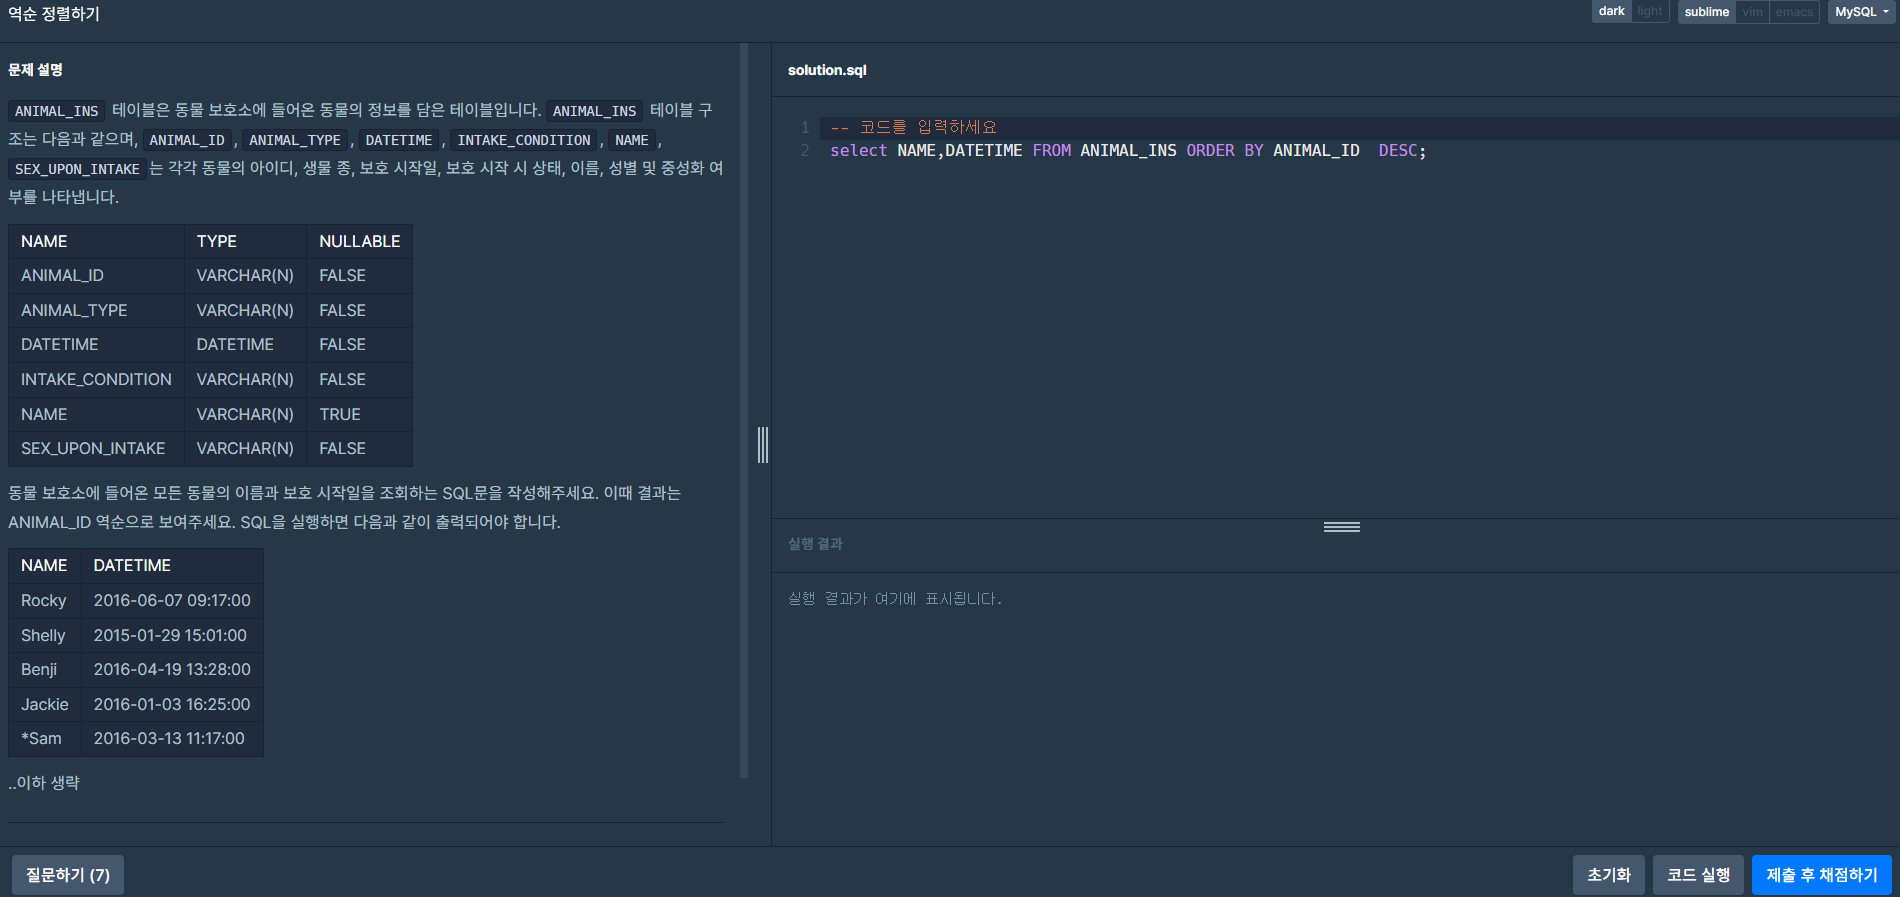 역순 정렬하기
dark light sublime vim emacs MySQL
문제 설명
ANIMAL_INS 테이블은 동물 보호소에 들어온 동물의 정보를 담은 테이블입니다. ANIMAL_INS 테이블 구
조는 다음과 같으며, ANIMAL_ID, ANIMAL_TYPE, DATETIME, INTAKE_CONDITION, NAME,
SEX_UPON_INTAKE는 각각 동물의 아이디, 생물 종, 보호 시작일, 보호 시작 시 상태, 이름, 성별 및 중성화 여
부를 나타냅니다.
NAME TYPE NULLABLE
ANIMAL_ID VARCHAR(N) FALSE
ANIMAL_TYPE VARCHAR(N) FALSE
DATETIME DATETIME FALSE
INTAKE_CONDITION VARCHAR(N) FALSE
NAME VARCHAR(N) TRUE
SEX_UPON_INTAKE VARCHAR(N) FALSE
동물 보호소에 들어온 모든 동물의 이름과 보호 시작일을 조회하는 SQL문을 작성해주세요. 이때 결과는
ANIMAL_ID 역순으로 보여주세요. SQL을 실행하면 다음과 같이 출력되어야 합니다.
NAME DATETIME
Rocky 2016-06-07 09:17:00
Shelly 2015-01-29 15:01:00
Benji 2016-04-19 13:28:00
Jackie 2016-01-03 16:25:00
*Sam 2016-03-13 11:17:00
..이하 생략
solution.sql
1 -- 코드를 입력하세요
2 select NAME,DATETIME FROM ANIMAL_INS ORDER BY ANIMAL_ID  DESC;
실행 결과
실행 결과가 여기에 표시됩니다.
질문하기 (7)
초기화 코드 실행 제출 후 채점하기